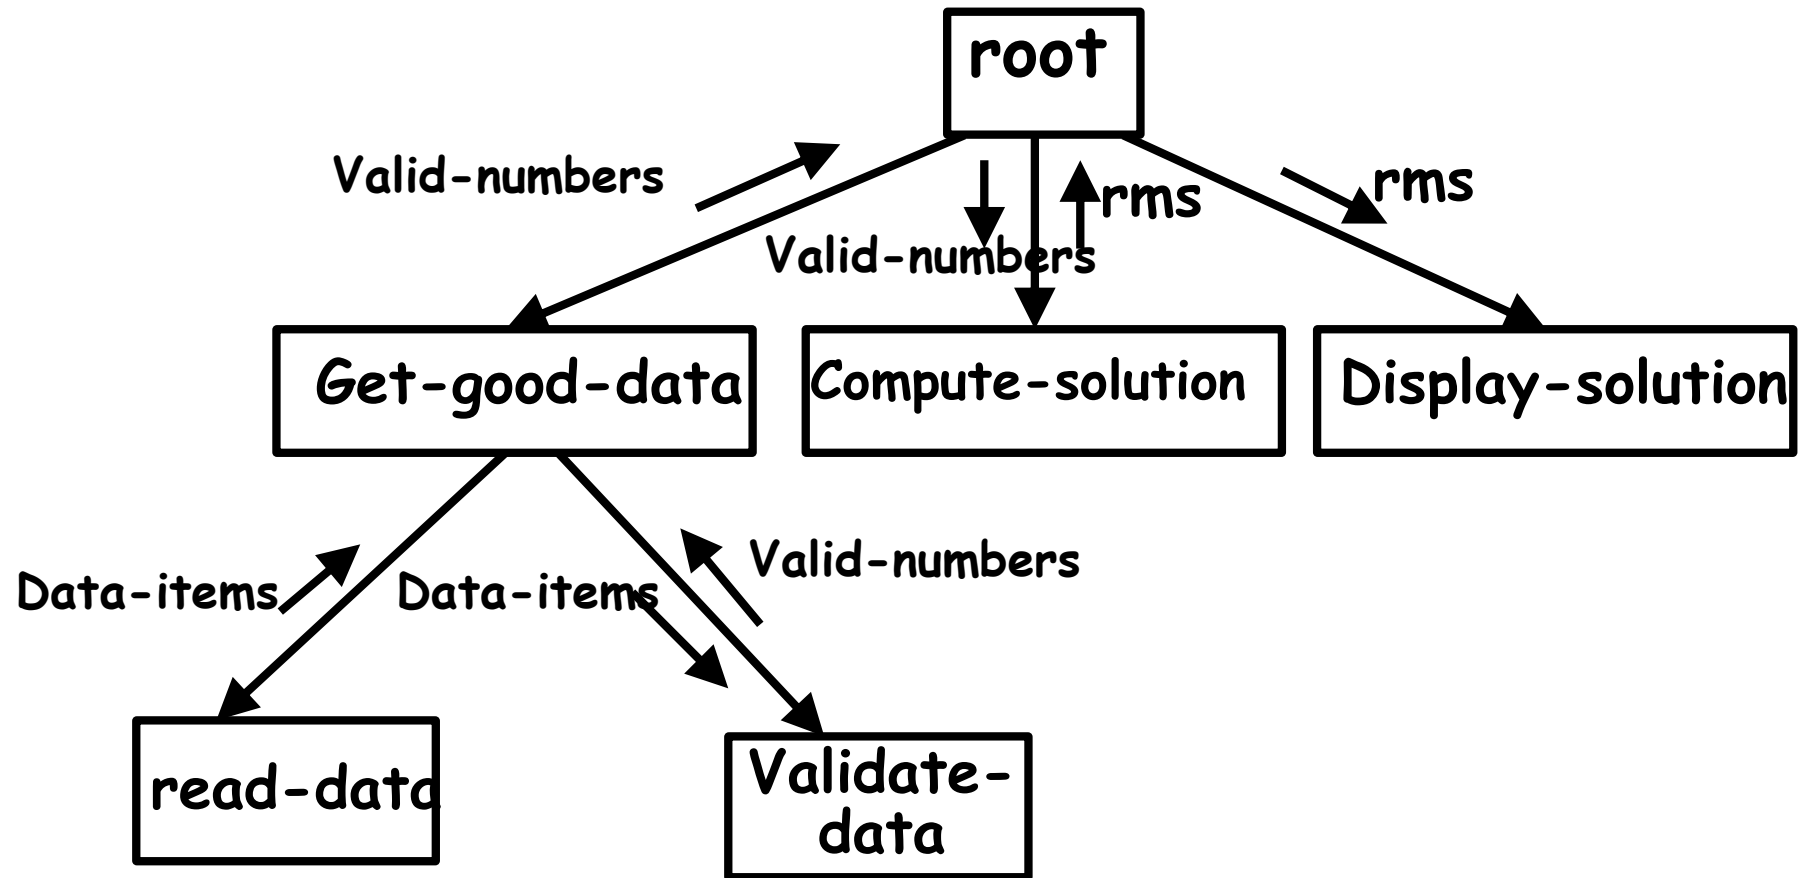 root
Valid-numbers
rms
rms
Valid-numbers
Get-good-data
Compute-solution
Display-solution
Valid-numbers
Data-items
Data-items
read-data
Validate-
data